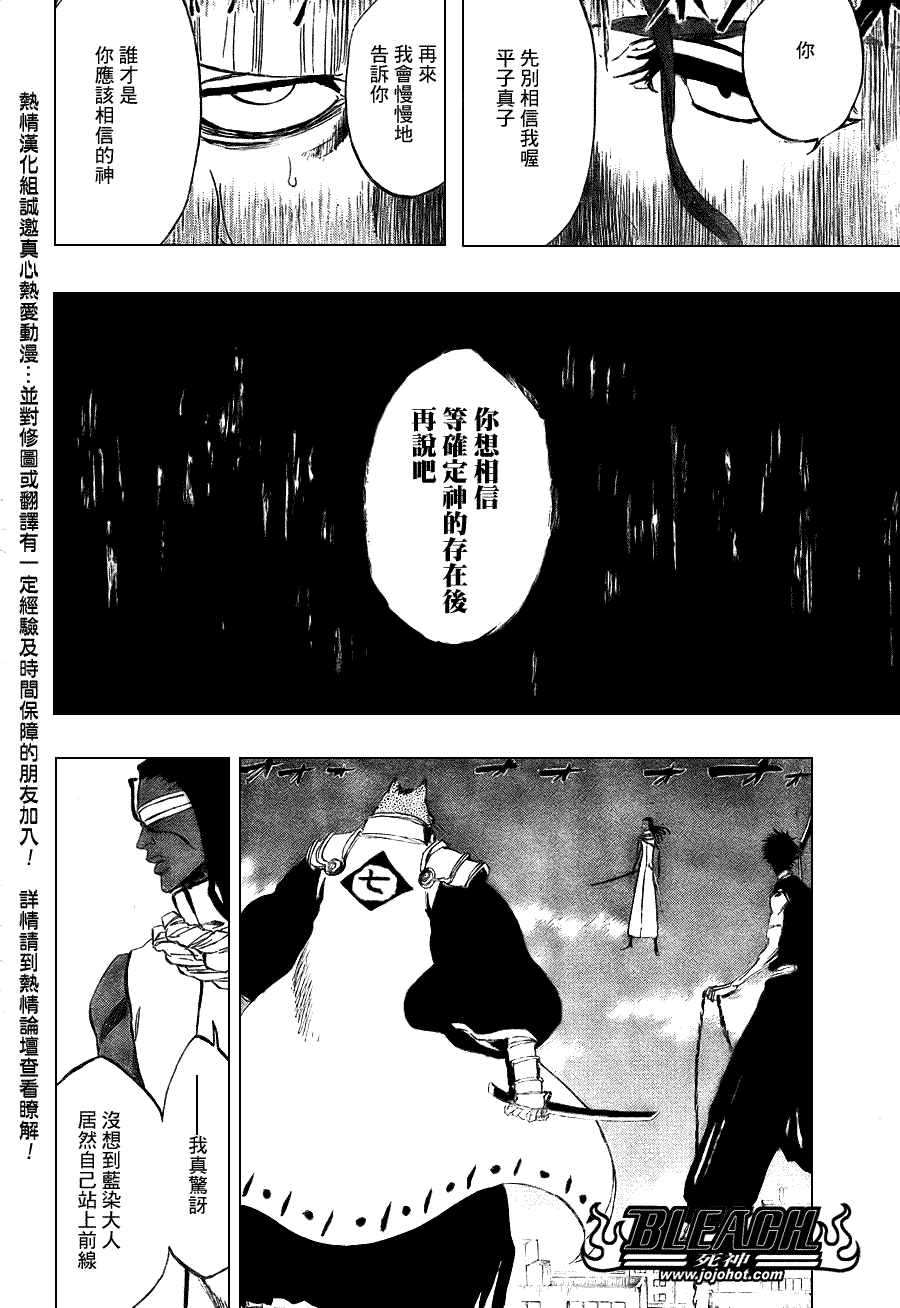 你
先別相信我喔
平子真子
再來
我會慢慢地
告訴你
誰才是
你應該相信的神
你想相信
等確定神的存在後
再說吧
七
——我真驚訝
沒想到藍染大人
居然自己站上前線
熱情漢化組誠邀真心熱愛動漫…並對修圖或翻譯有一定經驗及時間保障的朋友加入！ 詳情請到熱情論壇查看瞭解！
BLEACH
死神
www.jojohot.com